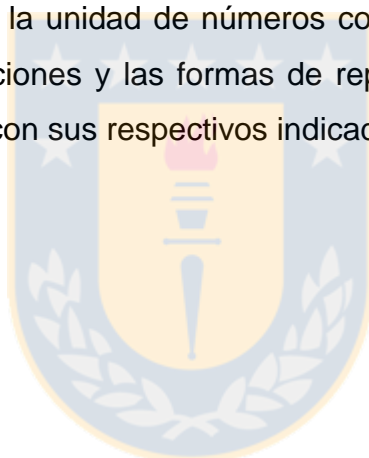 la unidad de números co
ciones y las formas de rep
con sus respectivos indicad